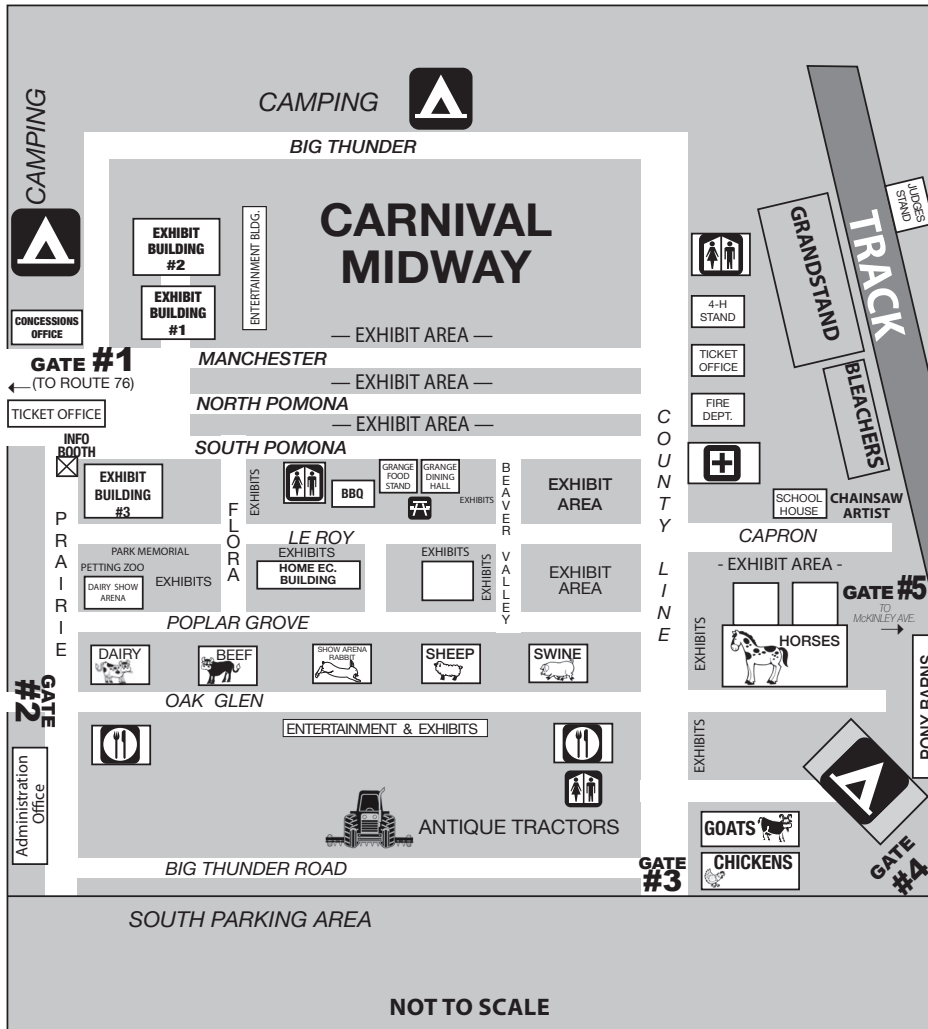 CAMPING
CAMPING
BIG THUNDER
CARNIVAL
MIDWAY
ENTERTAINMENT BLDG.
EXHIBIT
BUILDING
#2
EXHIBIT
BUILDING
#1
CONCESSIONS
OFFICE
— EXHIBIT AREA —
GATE #1
(TO ROUTE 76)
MANCHESTER
— EXHIBIT AREA —
TICKET OFFICE
NORTH POMONA
— EXHIBIT AREA —
INFO
BOOTH
SOUTH POMONA
JUDGES
STAND
TRACK
GRANDSTAND
BLEACHERS
4-H
STAND
TICKET
OFFICE
FIRE
DEPT.
COUNTY LINE
SCHOOL
HOUSE
CHAINSAW
ARTIST
CAPRON
PRAIRIE
EXHIBIT
BUILDING
#3
FLORA
EXHIBITS
BBQ
GRANGE
FOOD
STAND
GRANGE
DINING
HALL
EXHIBITS
BEAVER VALLEY
EXHIBIT
AREA
LE ROY
PARK MEMORIAL
PETTING ZOO
DAIRY SHOW
ARENA
EXHIBITS
EXHIBITS
HOME EC.
BUILDING
EXHIBITS
EXHIBITS
EXHIBIT
AREA
- EXHIBIT AREA -
GATE #5
TO
McKINLEY AVE.
POPLAR GROVE
DAIRY
BEEF
SHOW ARENA
RABBIT
SHEEP
SWINE
EXHIBITS
HORSES
PONY BARNS
GATE
#2
OAK GLEN
ENTERTAINMENT & EXHIBITS
EXHIBITS
Administration
Office
ANTIQUE TRACTORS
GOATS
CHICKENS
BIG THUNDER ROAD
GATE
#3
GATE
#4
SOUTH PARKING AREA
NOT TO SCALE